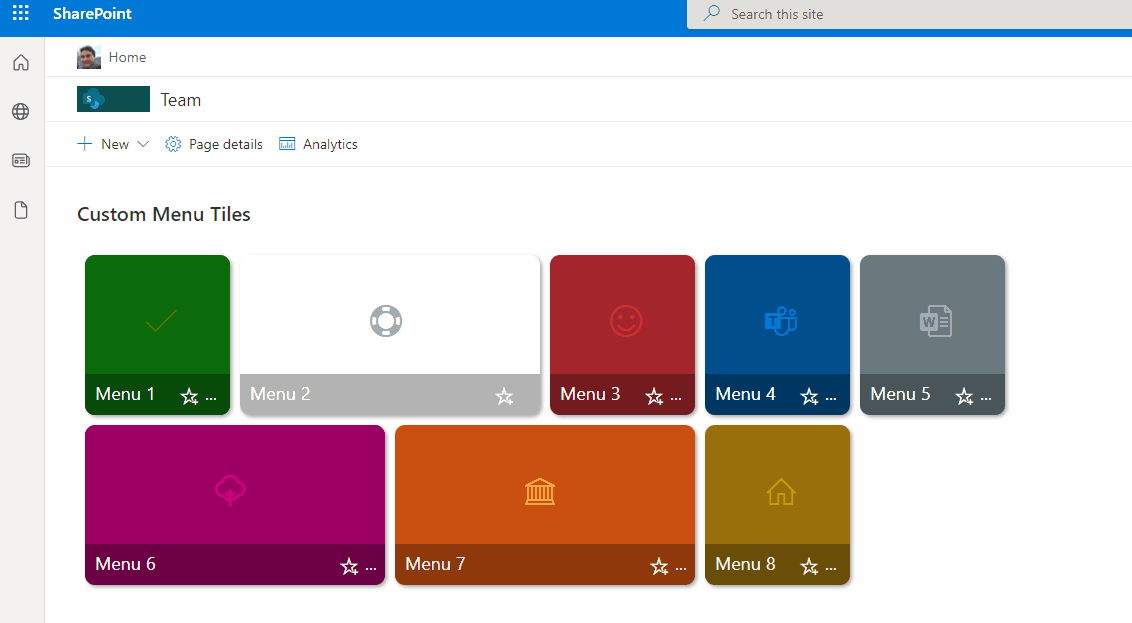 SharePoint
Search this site
Home
S
Team
New
Page details
Analytics
Custom Menu Tiles
T
W
Menu 1 ...
Menu 2
Menu 3 ...
Menu 4 ...
Menu 5 ...
Menu 6 ...
Menu 7 ...
Menu 8 ...